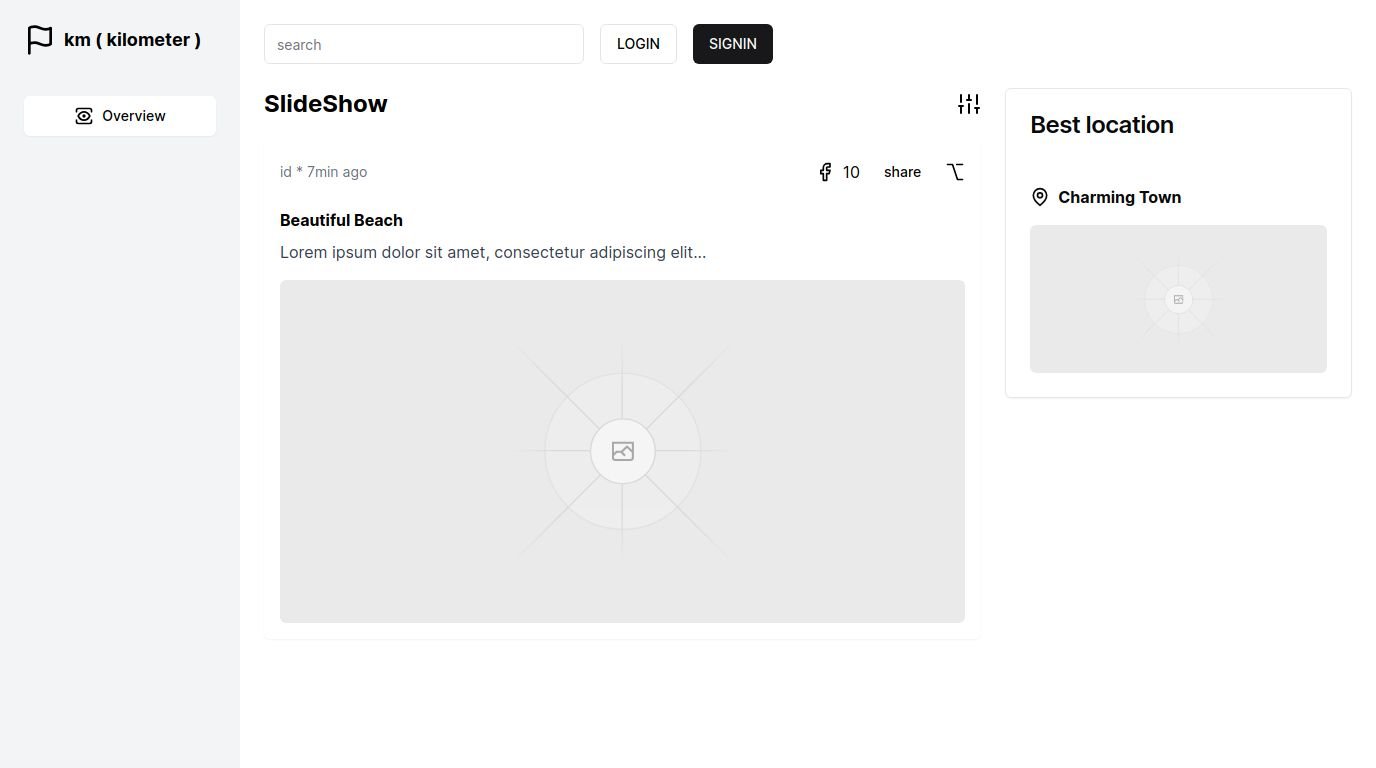 km ( kilometer )
Overview
search
LOGIN
SIGNIN
SlideShow
id * 7min ago
10
share
Beautiful Beach
Lorem ipsum dolor sit amet, consectetur adipiscing elit...
Best location
Charming Town